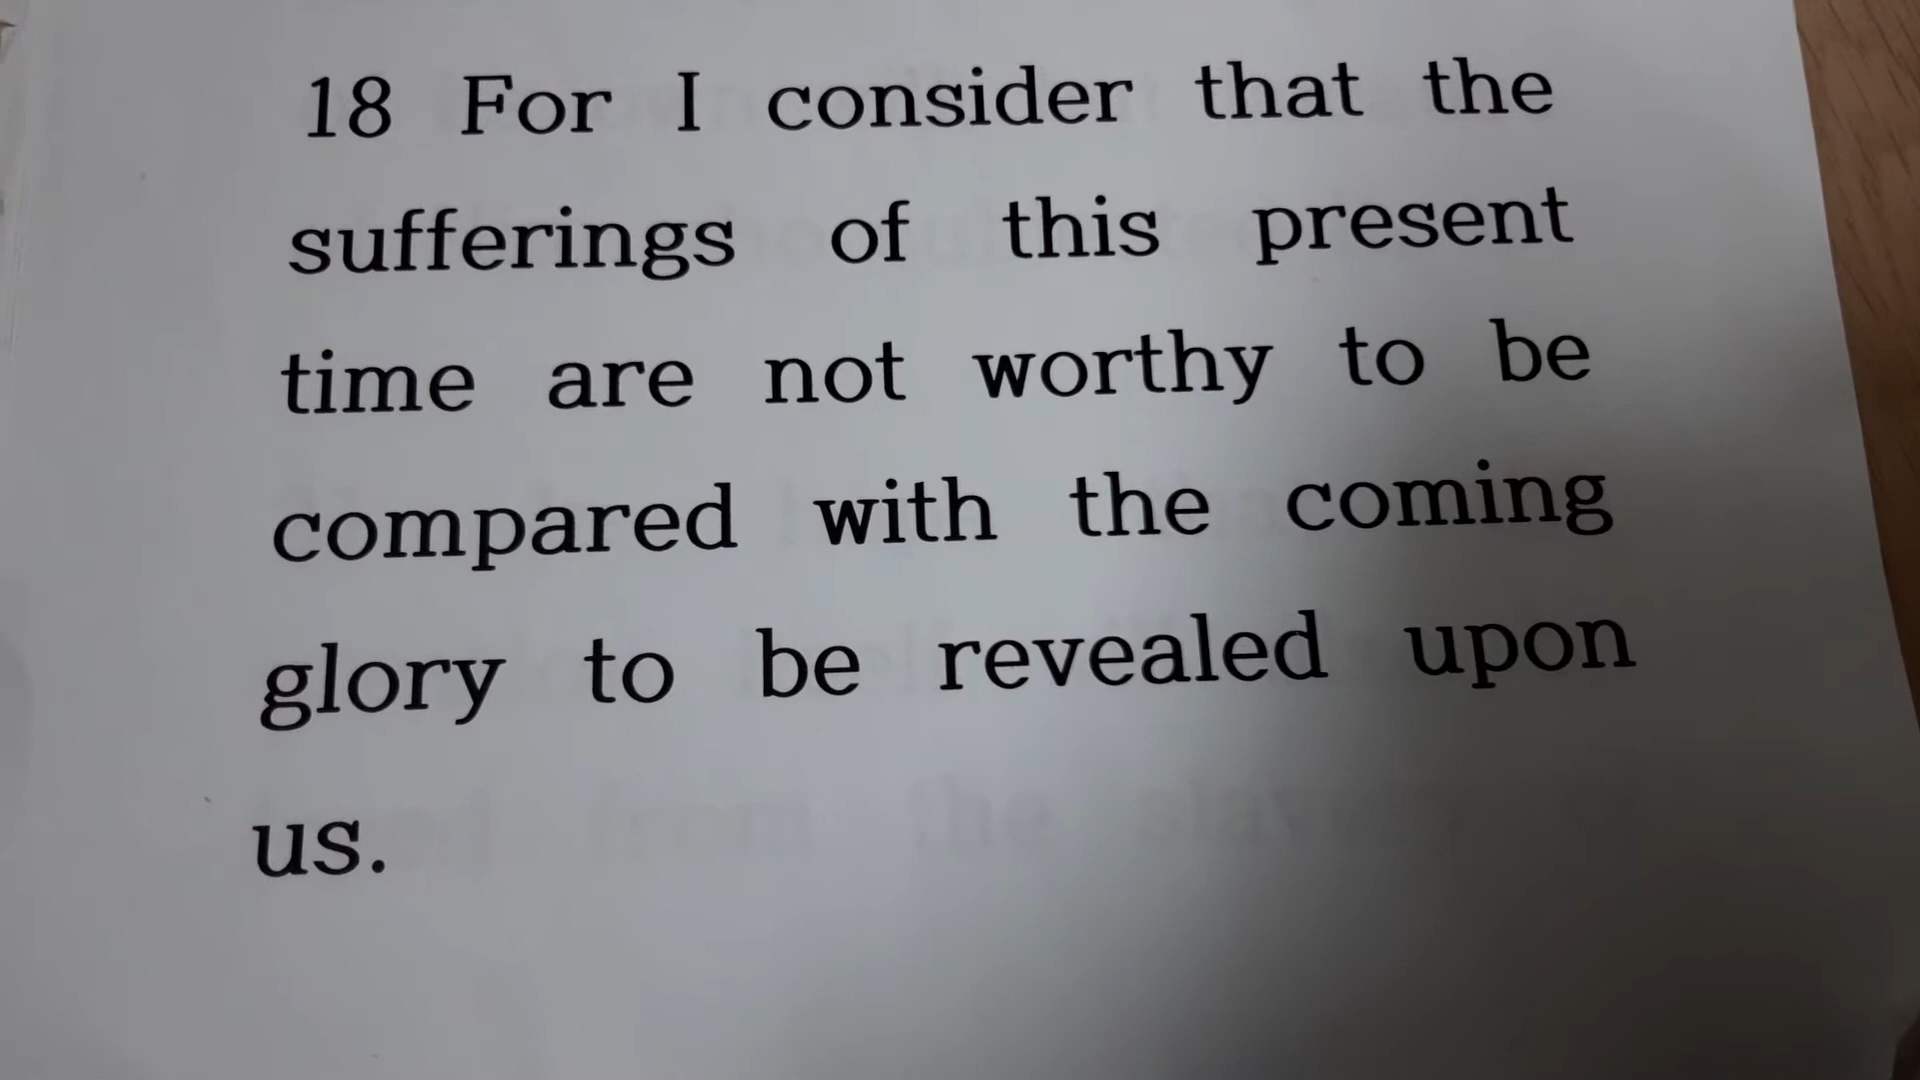 18 For I consider that the
sufferings of this present
time are not worthy to be
compared with the coming
glory to be revealed upon
us.